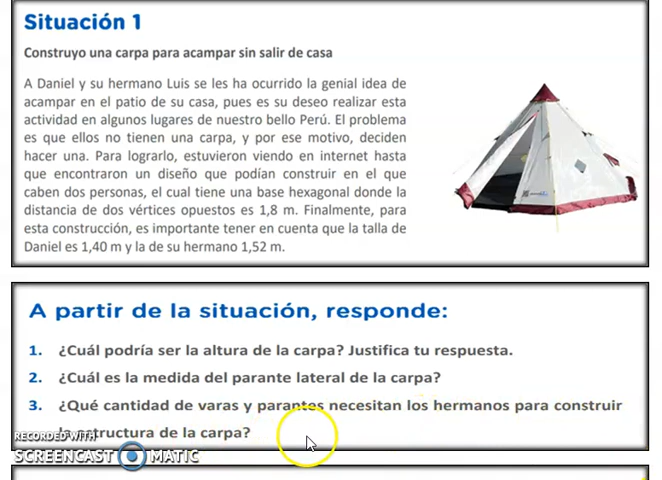 Situación 1
Construyo una carpa para acampar sin salir de casa
A Daniel y su hermano Luis se les ha ocurrido la genial idea de
acampar en el patio de su casa, pues es su deseo realizar esta
actividad en algunos lugares de nuestro bello Perú. El problema
es que ellos no tienen una carpa, y por ese motivo, deciden
hacer una. Para lograrlo, estuvieron viendo en internet hasta
que encontraron un diseño que podían construir en el que
caben dos personas, el cual tiene una base hexagonal donde la
distancia de dos vértices opuestos es 1,8 m. Finalmente, para
esta construcción, es importante tener en cuenta que la talla de
Daniel es 1,40 m y la de su hermano 1,52 m.
A partir de la situación, responde:
1. ¿Cuál podría ser la altura de la carpa? Justifica tu respuesta.
2. ¿Cuál es la medida del parante lateral de la carpa?
3. ¿Qué cantidad de varas y parantes necesitan los hermanos para construir
la estructura de la carpa?
RECORDED WITH
SCREENCAST MATIC